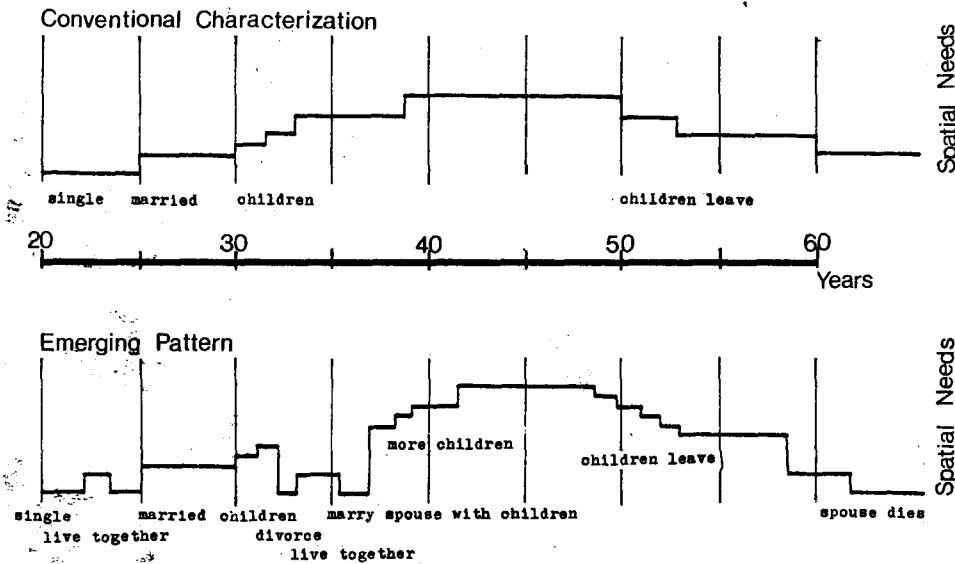 Conventional Characterization
Spatial Needs
single married children children leave
20 30 40 50 60
Years
Emerging Pattern
Spatial Needs
more children
children leave
single married children marry spouse with children spouse dies
live together divorce
live together